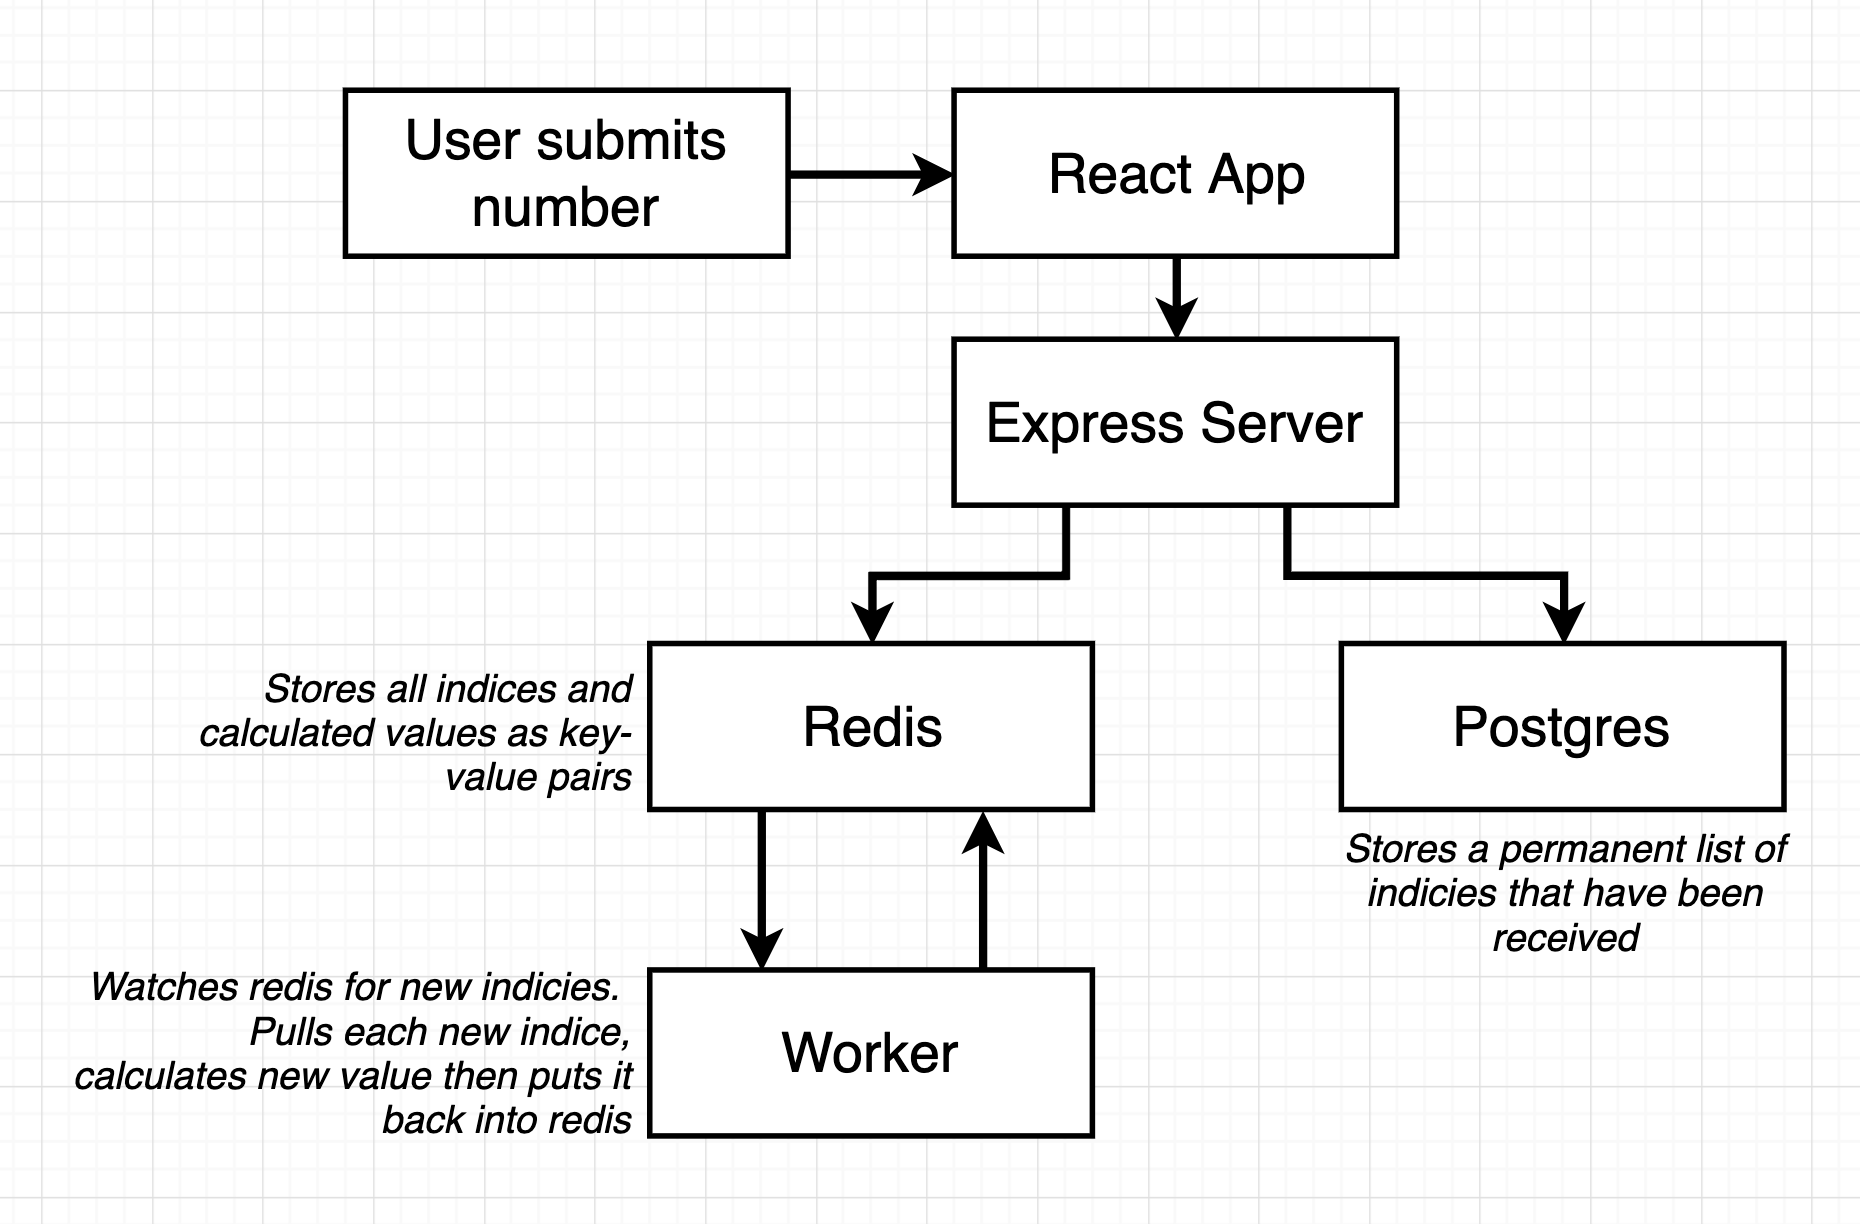 User submits
number
React App
Express Server
Stores all indices and
calculated values as key-
value pairs
Redis
Postgres
Stores a permanent list of
indicies that have been
received
Watches redis for new indicies.
Pulls each new indice,
calculates new value then puts it
back into redis
Worker